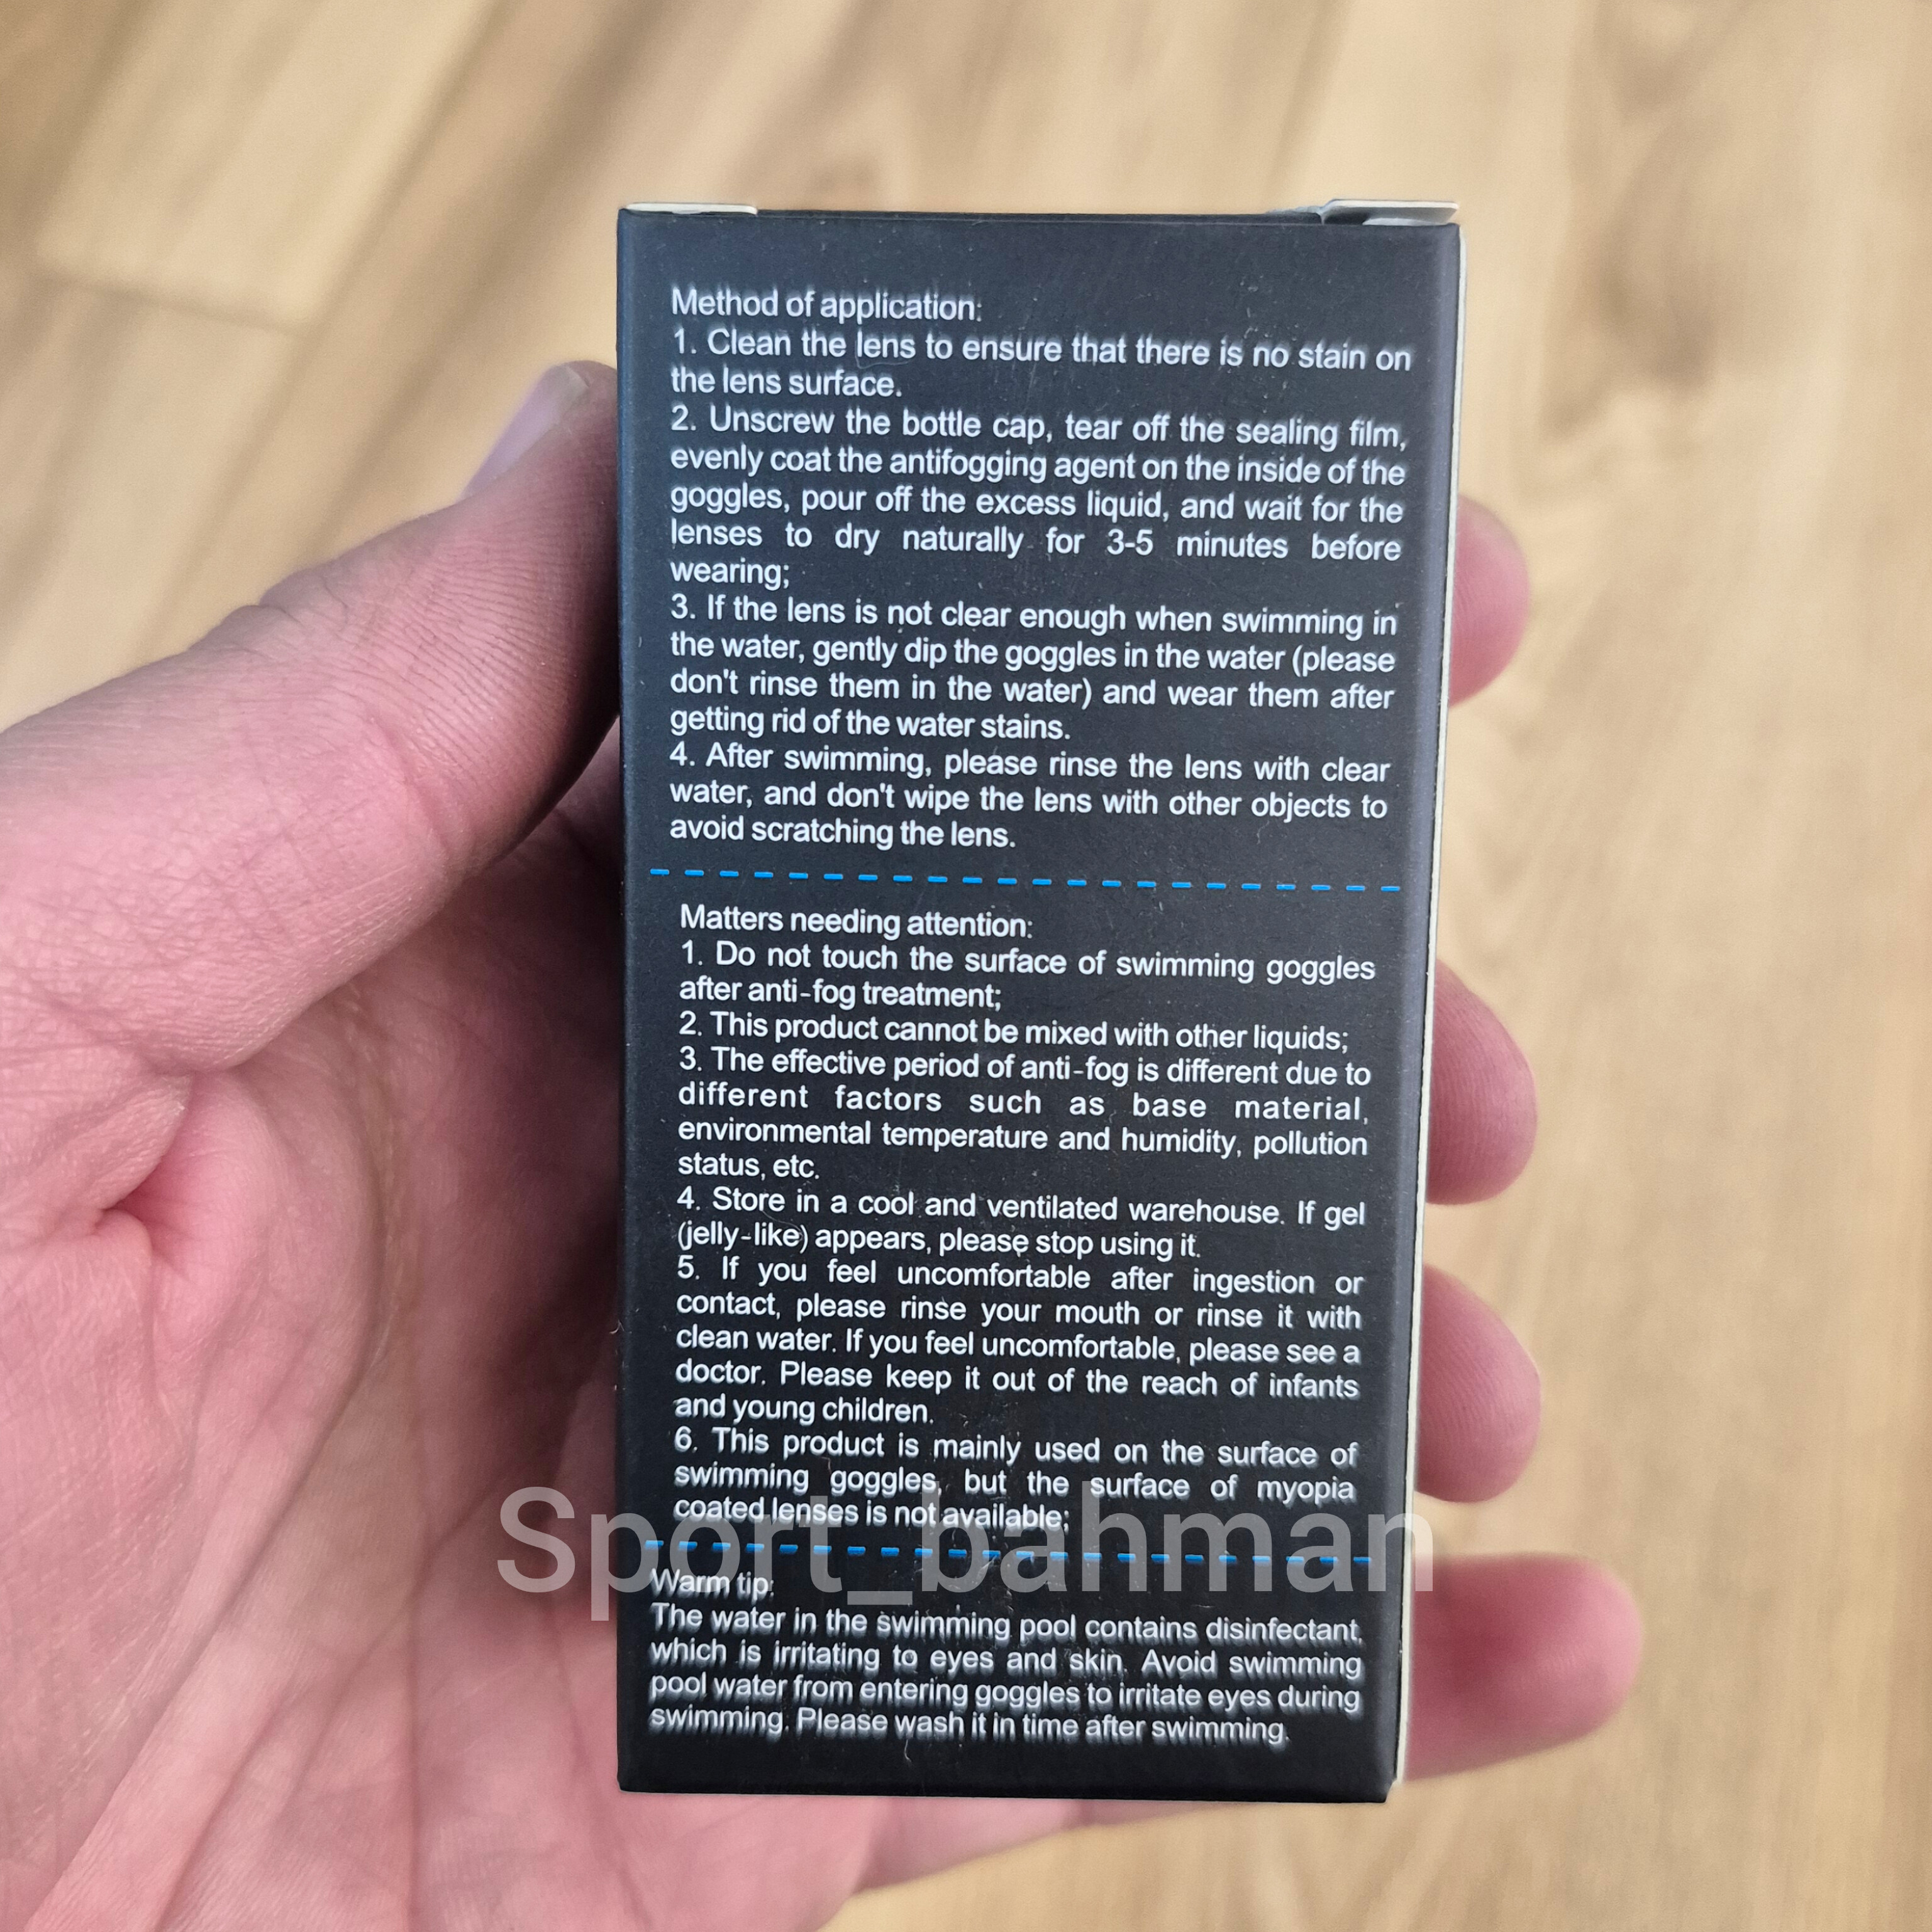 Method of application:
1. Clean the lens to ensure that there is no stain on
the lens surface.
2. Unscrew the bottle cap, tear off the sealing film,
evenly coat the antifogging agent on the inside of the
goggles, pour off the excess liquid, and wait for the
lenses to dry naturally for 3-5 minutes before
wearing;
3. If the lens is not clear enough when swimming in
the water, gently dip the goggles in the water (please
don't rinse them in the water) and wear them after
getting rid of the water stains.
4. After swimming, please rinse the lens with clear
water, and don't wipe the lens with other objects to
avoid scratching the lens.
Matters needing attention:
1. Do not touch the surface of swimming goggles
after anti-fog treatment;
2. This product cannot be mixed with other liquids;
3. The effective period of anti-fog is different due to
different factors such as base material,
environmental temperature and humidity, pollution
status, etc.
4. Store in a cool and ventilated warehouse. If gel
(jelly-like) appears, please stop using it.
5. If you feel uncomfortable after ingestion or
contact, please rinse your mouth or rinse it with
clean water. If you feel uncomfortable, please see a
doctor. Please keep it out of the reach of infants
and young children.
6. This product is mainly used on the surface of
swimming goggles, but the surface of myopia
coated lenses is not available;
Sport_bahman
Warm tip:
The water in the swimming pool contains disinfectant,
which is irritating to eyes and skin. Avoid swimming
pool water from entering goggles to irritate eyes during
swimming. Please wash it in time after swimming.